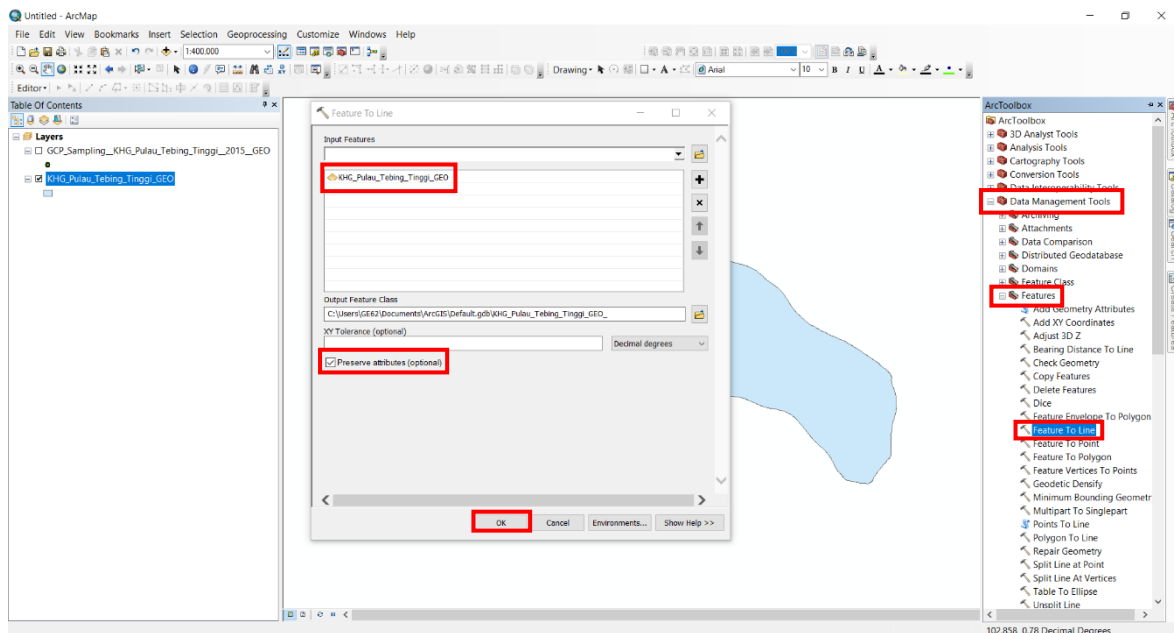 Untitled - ArcMap
File Edit View Bookmarks Insert Selection Geoprocessing Customize Windows Help
1:400,000
Drawing
A
Arial
10
B I U A
Editor
Table Of Contents
Layers
GCP_Sampling__KHG_Pulau_Tebing_Tinggi__2015__GEO
KHG_Pulau_Tebing_Tinggi_GEO
Feature To Line
Input Features
KHG_Pulau_Tebing_Tinggi_GEO
Output Feature Class
C:\Users\GE62\Documents\ArcGIS\Default.gdb\KHG_Pulau_Tebing_Tinggi_GEO_
XY Tolerance (optional)
Decimal degrees
Preserve attributes (optional)
OK Cancel Environments... Show Help >>
ArcToolbox
ArcToolbox
3D Analyst Tools
Analysis Tools
Cartography Tools
Conversion Tools
Data Interoperability Tools
Data Management Tools
Archiving
Attachments
Data Comparison
Distributed Geodatabase
Domains
Feature Class
Features
Add Geometry Attributes
Add XY Coordinates
Adjust 3D Z
Bearing Distance To Line
Check Geometry
Copy Features
Delete Features
Dice
Feature Envelope To Polygon
Feature To Line
Feature To Point
Feature To Polygon
Feature Vertices To Points
Geodetic Densify
Minimum Bounding Geometr
Multipart To Singlepart
Points To Line
Polygon To Line
Repair Geometry
Split Line at Point
Split Line At Vertices
Table To Ellipse
Unsplit Line
102.858 0.78 Decimal Degrees